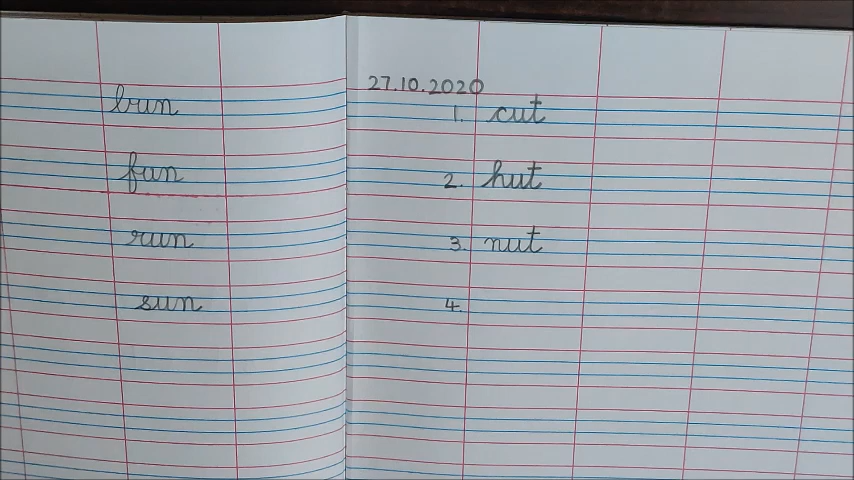 bun
fun
run
sun
27.10.2020
1. cut
2. hut
3. nut
4.